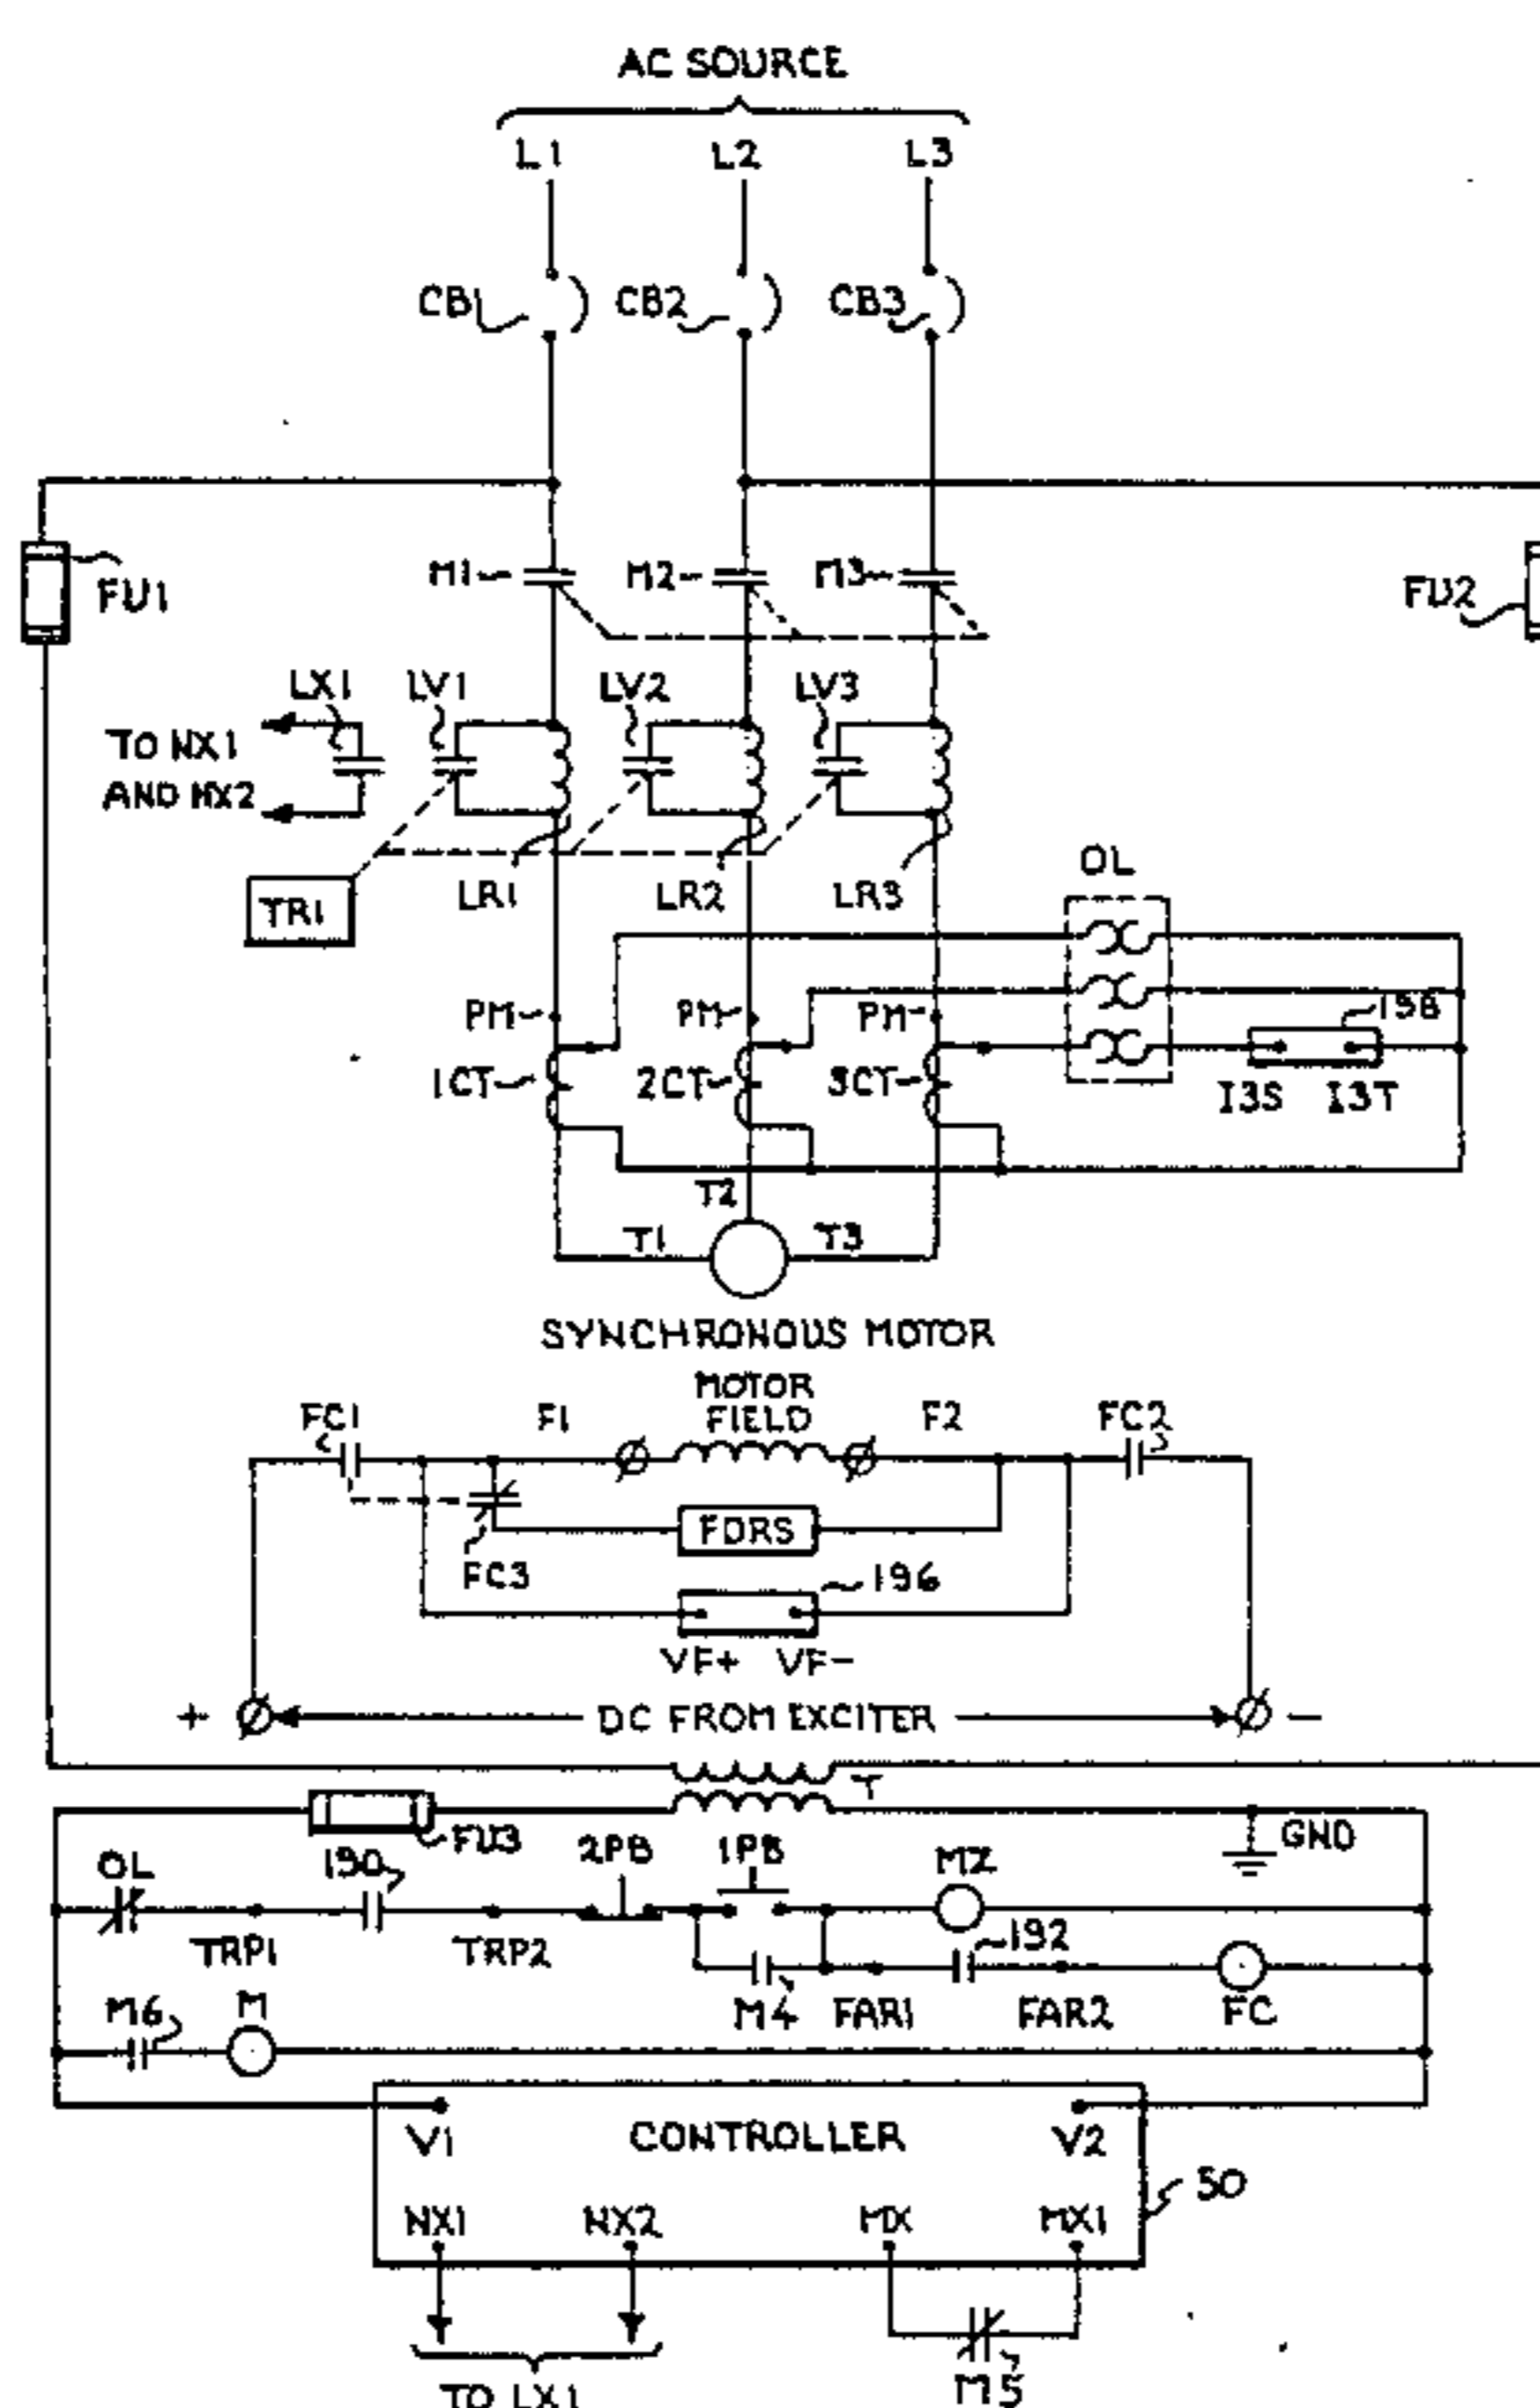 AC SOURCE
L1 L2 L3
CB1 CB2 CB3
M1 M2 M3
FU1 FU2
LX1 LV1 LV2 LV3
TO NX1
AND NX2
TR1 LR1 LR2 LR3
OL
PM PM PM 198
1CT 2CT 3CT I3S I3T
T2
T1 T3
SYNCHRONOUS MOTOR
MOTOR
FIELD
FC1 F1 F2 FC2
FDRS
FC3 196
VF+ VF-
+ DC FROM EXCITER -
T
FU3 GND
OL 190 2PB 1PB MZ
TRP1 TRP2 192
M6 M M4 FAR1 FAR2 FC
V1 CONTROLLER V2
50
NX1 NX2 MX MX1
TO LX1 M5